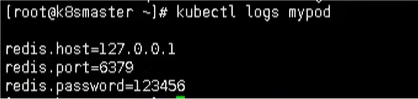 [root@k8smaster ~]# kubectl logs mypod
redis.host=127.0.0.1
redis.port=6379
redis.password=123456